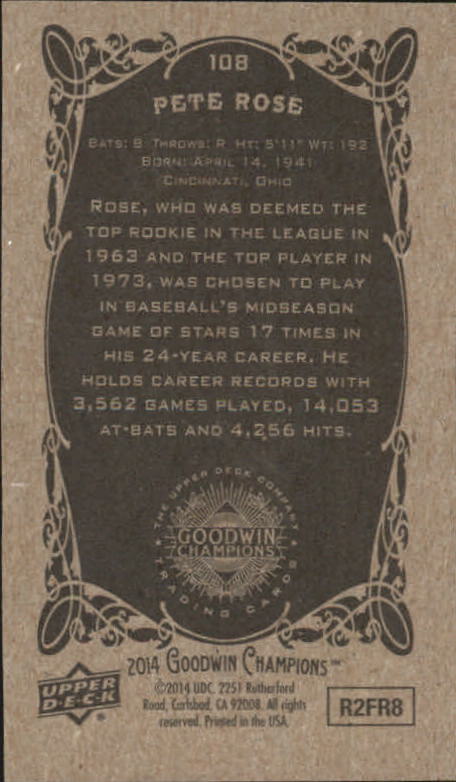 108
PETE ROSE
BATS: B THROWS: R HT: 5'11" WT: 192
BORN: APRIL 14, 1941
CINCINNATI, OHIO
ROSE, WHO WAS DEEMED THE
TOP ROOKIE IN THE LEAGUE IN
1963 AND THE TOP PLAYER IN
1973, WAS CHOSEN TO PLAY
IN BASEBALL'S MIDSEASON
GAME OF STARS 17 TIMES IN
HIS 24-YEAR CAREER. HE
HOLDS CAREER RECORDS WITH
3,562 GAMES PLAYED, 14,053
AT-BATS AND 4,256 HITS.
THE UPPER DECK COMPANY
GOODWIN
CHAMPIONS
TRADING CARDS
2014 GOODWIN CHAMPIONS™
UPPER
DECK®
©2014 UDC. 2251 Rutherford
Road, Carlsbad, CA 92008. All rights
reserved. Printed in the USA.
R2FR8